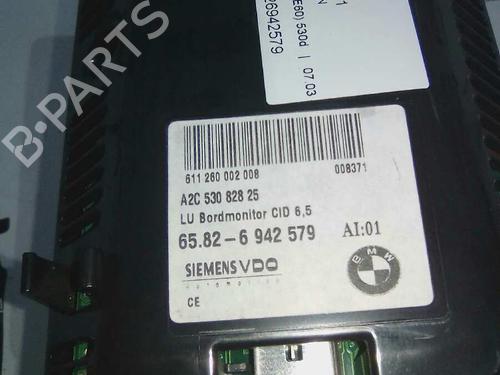 B-PARTS
(E60) 530d | 07.03
6942579
611 260 002 008
008371
A2C 530 828 25
LU Bordmonitor CID 6,5
65.82-6 942 579 AI:01
BMW
SIEMENS VDO
Automotive
CE